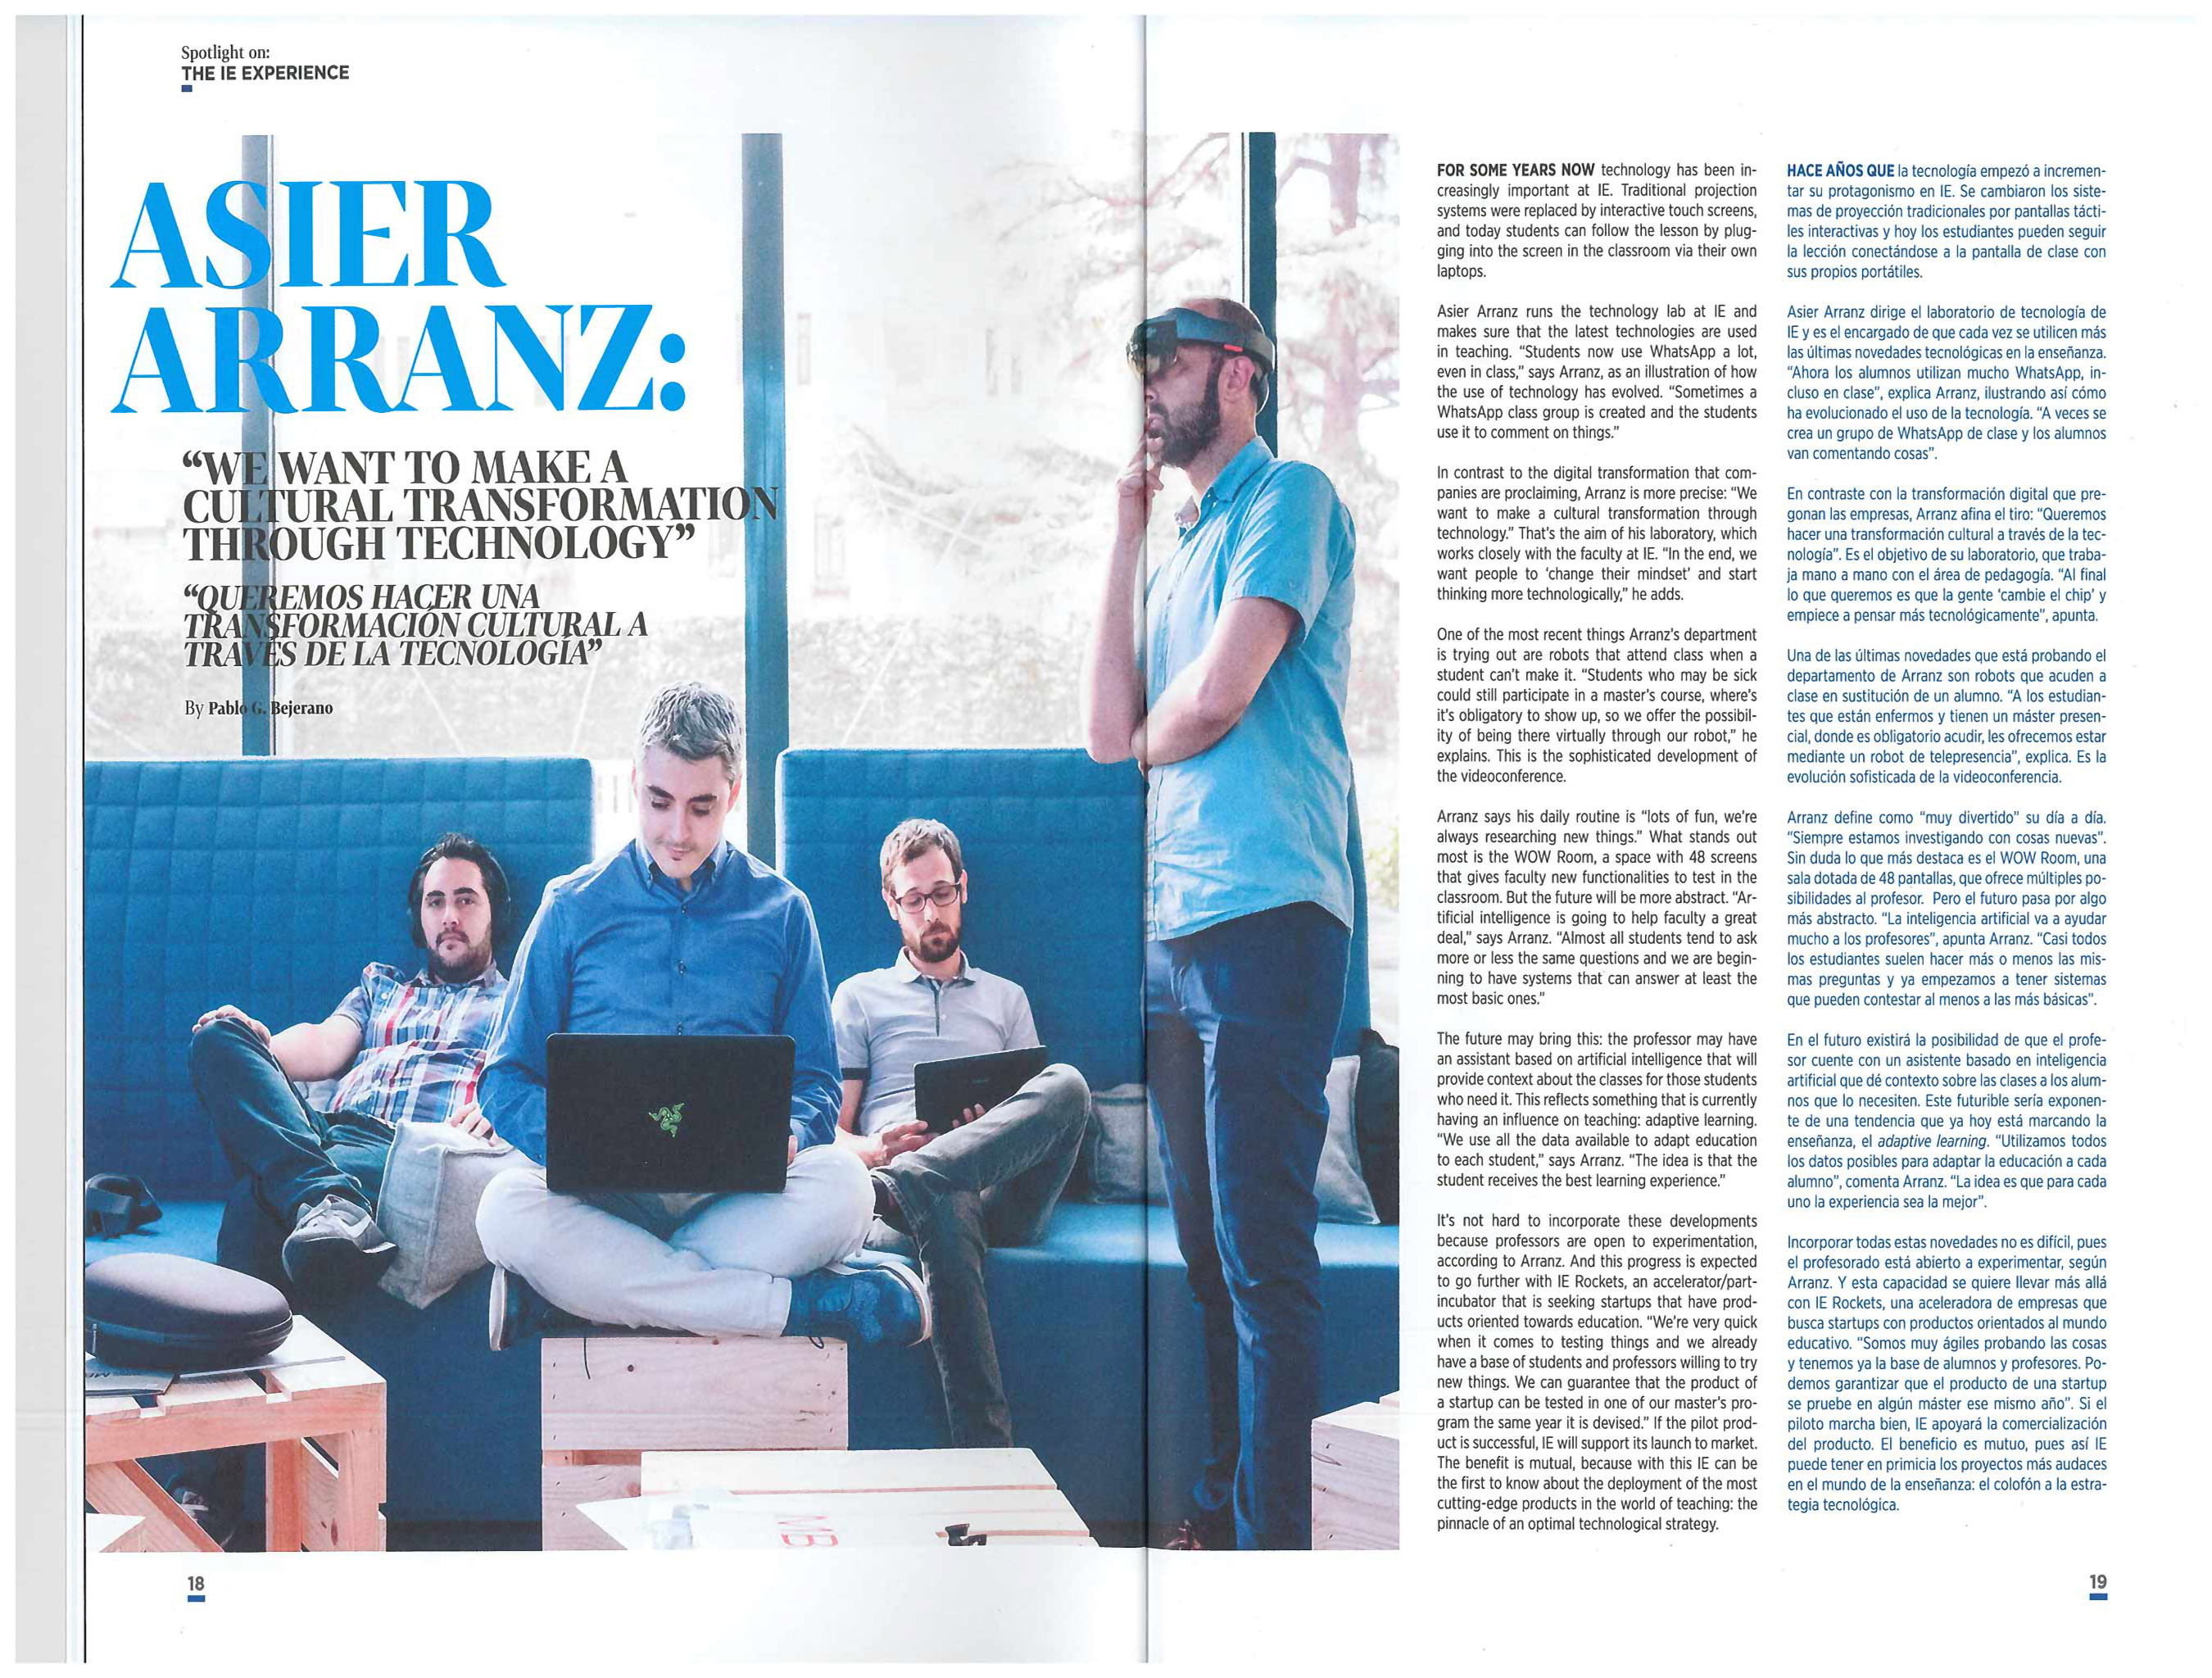 Spotlight on:
THE IE EXPERIENCE
ASIER
ARRANZ:
“WE WANT TO MAKE A
CULTURAL TRANSFORMATION
THROUGH TECHNOLOGY”
“QUEREMOS HACER UNA
TRANSFORMACIÓN CULTURAL A
TRAVÉS DE LA TECNOLOGÍA”
By Pablo G. Bejerano
18
FOR SOME YEARS NOW technology has been in-
creasingly important at IE. Traditional projection
systems were replaced by interactive touch screens,
and today students can follow the lesson by plug-
ging into the screen in the classroom via their own
laptops.
Asier Arranz runs the technology lab at IE and
makes sure that the latest technologies are used
in teaching. “Students now use WhatsApp a lot,
even in class,” says Arranz, as an illustration of how
the use of technology has evolved. “Sometimes a
WhatsApp class group is created and the students
use it to comment on things.”
In contrast to the digital transformation that com-
panies are proclaiming, Arranz is more precise: “We
want to make a cultural transformation through
technology.” That’s the aim of his laboratory, which
works closely with the faculty at IE. “In the end, we
want people to ‘change their mindset’ and start
thinking more technologically,” he adds.
One of the most recent things Arranz’s department
is trying out are robots that attend class when a
student can’t make it. “Students who may be sick
could still participate in a master’s course, where’s
it’s obligatory to show up, so we offer the possibil-
ity of being there virtually through our robot,” he
explains. This is the sophisticated development of
the videoconference.
Arranz says his daily routine is “lots of fun, we’re
always researching new things.” What stands out
most is the WOW Room, a space with 48 screens
that gives faculty new functionalities to test in the
classroom. But the future will be more abstract. “Ar-
tificial intelligence is going to help faculty a great
deal,” says Arranz. “Almost all students tend to ask
more or less the same questions and we are begin-
ning to have systems that can answer at least the
most basic ones.”
The future may bring this: the professor may have
an assistant based on artificial intelligence that will
provide context about the classes for those students
who need it. This reflects something that is currently
having an influence on teaching: adaptive learning.
“We use all the data available to adapt education
to each student,” says Arranz. “The idea is that the
student receives the best learning experience.”
It’s not hard to incorporate these developments
because professors are open to experimentation,
according to Arranz. And this progress is expected
to go further with IE Rockets, an accelerator/part-
incubator that is seeking startups that have prod-
ucts oriented towards education. “We’re very quick
when it comes to testing things and we already
have a base of students and professors willing to try
new things. We can guarantee that the product of
a startup can be tested in one of our master’s pro-
gram the same year it is devised.” If the pilot prod-
uct is successful, IE will support its launch to market.
The benefit is mutual, because with this IE can be
the first to know about the deployment of the most
cutting-edge products in the world of teaching: the
pinnacle of an optimal technological strategy.
HACE AÑOS QUE la tecnología empezó a incremen-
tar su protagonismo en IE. Se cambiaron los siste-
mas de proyección tradicionales por pantallas tácti-
les interactivas y hoy los estudiantes pueden seguir
la lección conectándose a la pantalla de clase con
sus propios portátiles.
Asier Arranz dirige el laboratorio de tecnología de
IE y es el encargado de que cada vez se utilicen más
las últimas novedades tecnológicas en la enseñanza.
“Ahora los alumnos utilizan mucho WhatsApp, in-
cluso en clase”, explica Arranz, ilustrando así cómo
ha evolucionado el uso de la tecnología. “A veces se
crea un grupo de WhatsApp de clase y los alumnos
van comentando cosas”.
En contraste con la transformación digital que pre-
gonan las empresas, Arranz afina el tiro: “Queremos
hacer una transformación cultural a través de la tec-
nología”. Es el objetivo de su laboratorio, que traba-
ja mano a mano con el área de pedagogía. “Al final
lo que queremos es que la gente ‘cambie el chip’ y
empiece a pensar más tecnológicamente”, apunta.
Una de las últimas novedades que está probando el
departamento de Arranz son robots que acuden a
clase en sustitución de un alumno. “A los estudian-
tes que están enfermos y tienen un máster presen-
cial, donde es obligatorio acudir, les ofrecemos estar
mediante un robot de telepresencia”, explica. Es la
evolución sofisticada de la videoconferencia.
Arranz define como “muy divertido” su día a día.
“Siempre estamos investigando con cosas nuevas”.
Sin duda lo que más destaca es el WOW Room, una
sala dotada de 48 pantallas, que ofrece múltiples po-
sibilidades al profesor. Pero el futuro pasa por algo
más abstracto. “La inteligencia artificial va a ayudar
mucho a los profesores”, apunta Arranz. “Casi todos
los estudiantes suelen hacer más o menos las mis-
mas preguntas y ya empezamos a tener sistemas
que pueden contestar al menos a las más básicas”.
En el futuro existirá la posibilidad de que el profe-
sor cuente con un asistente basado en inteligencia
artificial que dé contexto sobre las clases a los alum-
nos que lo necesiten. Este futurible sería exponen-
te de una tendencia que ya hoy está marcando la
enseñanza, el adaptive learning. “Utilizamos todos
los datos posibles para adaptar la educación a cada
alumno”, comenta Arranz. “La idea es que para cada
uno la experiencia sea la mejor”.
Incorporar todas estas novedades no es difícil, pues
el profesorado está abierto a experimentar, según
Arranz. Y esta capacidad se quiere llevar más allá
con IE Rockets, una aceleradora de empresas que
busca startups con productos orientados al mundo
educativo. “Somos muy ágiles probando las cosas
y tenemos ya la base de alumnos y profesores. Po-
demos garantizar que el producto de una startup
se pruebe en algún máster ese mismo año”. Si el
piloto marcha bien, IE apoyará la comercialización
del producto. El beneficio es mutuo, pues así IE
puede tener en primicia los proyectos más audaces
en el mundo de la enseñanza: el colofón a la estra-
tegia tecnológica.
19